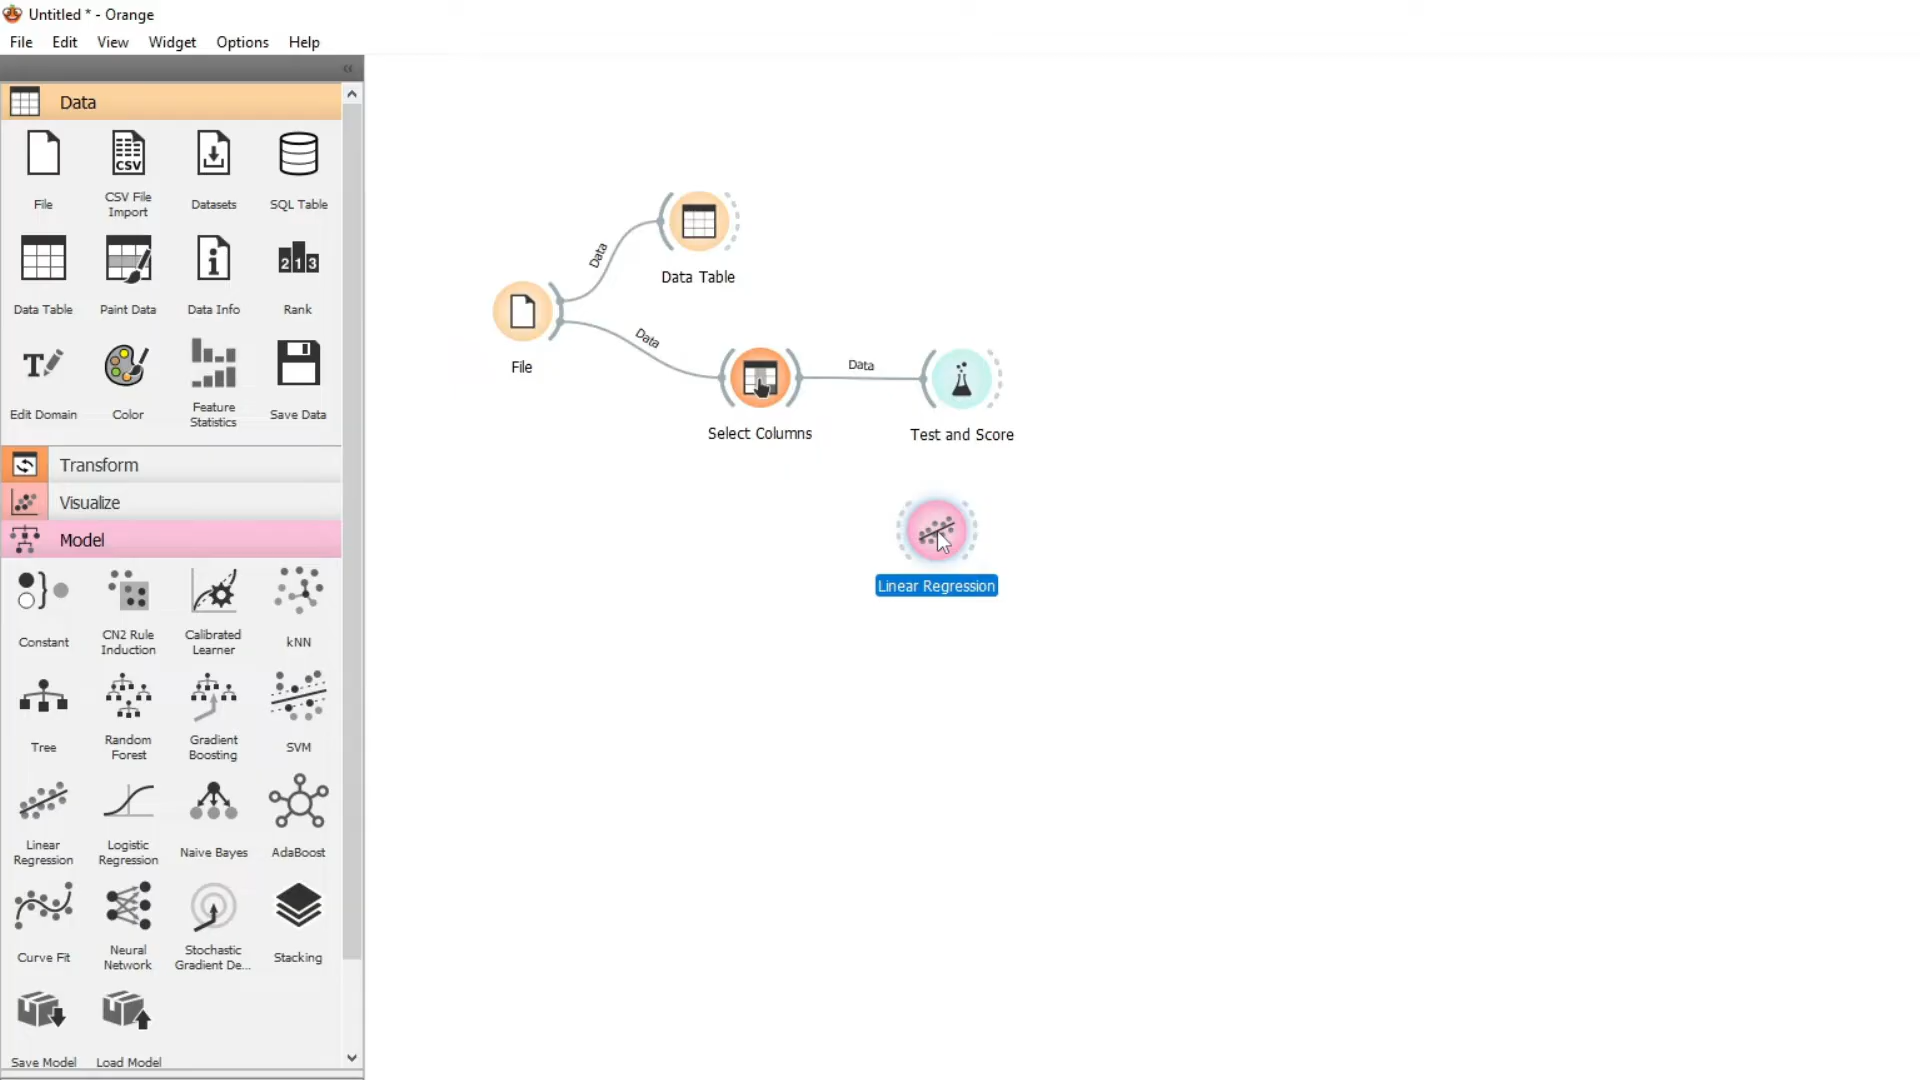 Untitled * - Orange
File Edit View Widget Options Help
Data
CSV
File
CSV File
Import
Datasets
SQL Table
2 1 3
Data Table
Paint Data
Data Info
Rank
T
Edit Domain
Color
Feature
Statistics
Save Data
Transform
Visualize
Model
Constant
CN2 Rule
Induction
Calibrated
Learner
kNN
Tree
Random
Forest
Gradient
Boosting
SVM
Linear
Regression
Logistic
Regression
Naive Bayes
AdaBoost
Curve Fit
Neural
Network
Stochastic
Gradient De...
Stacking
Save Model
Load Model
Data
Data Table
File
Data
Select Columns
Data
Test and Score
Linear Regression